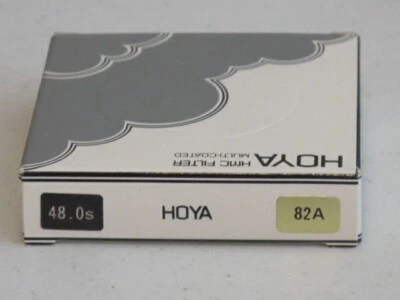 HOYA
HMC FILTER
MULTI-COATED
48.0s
HOYA
82A